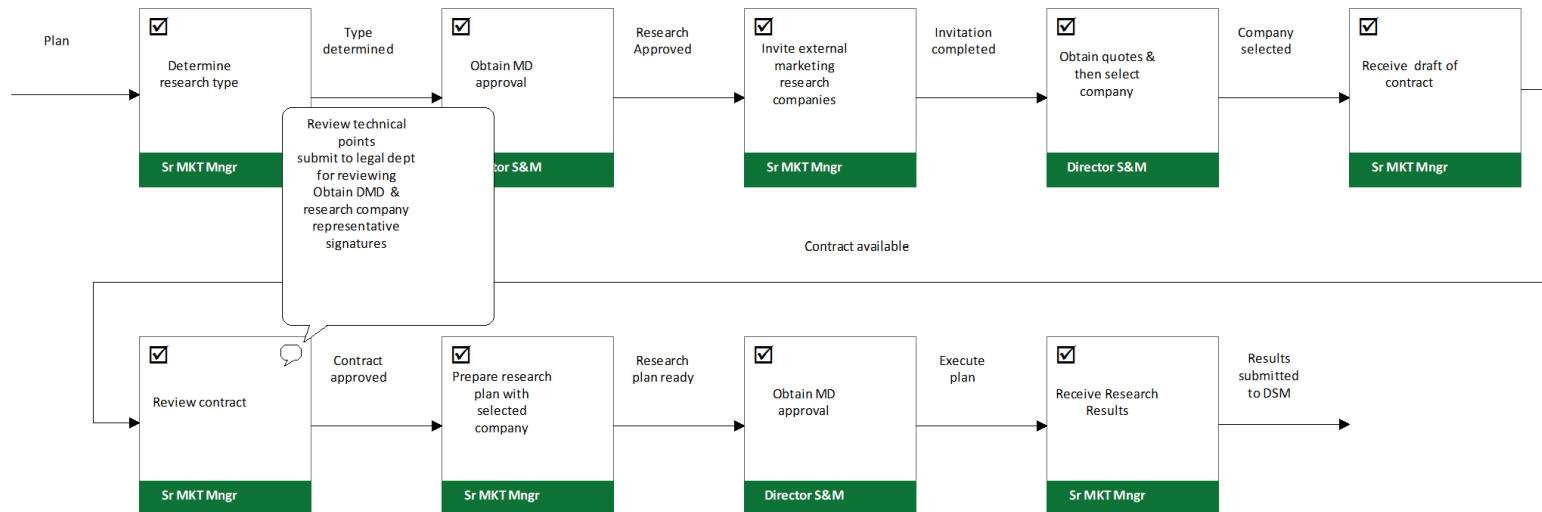 Plan
Determine
research type
Sr MKT Mngr
Type
determined
Obtain MD
approval
tor S&M
Research
Approved
Invite external
marketing
research
companies
Sr MKT Mngr
Invitation
completed
Obtain quotes &
then select
company
Director S&M
Company
selected
Receive draft of
contract
Sr MKT Mngr
Review technical
points
submit to legal dept
for reviewing
Obtain DMD &
research company
representative
signatures
Contract available
Review contract
Sr MKT Mngr
Contract
approved
Prepare research
plan with
selected
company
Sr MKT Mngr
Research
plan ready
Obtain MD
approval
Director S&M
Execute
plan
Receive Research
Results
Sr MKT Mngr
Results
submitted
to DSM